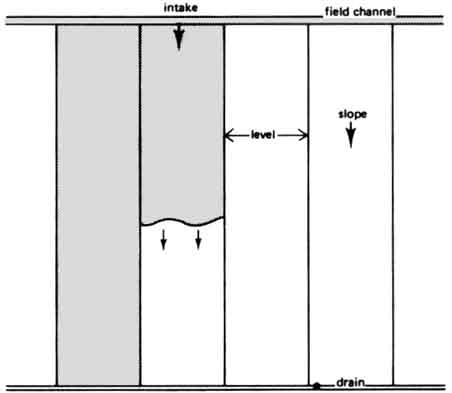 intake
field channel
slope
level
drain